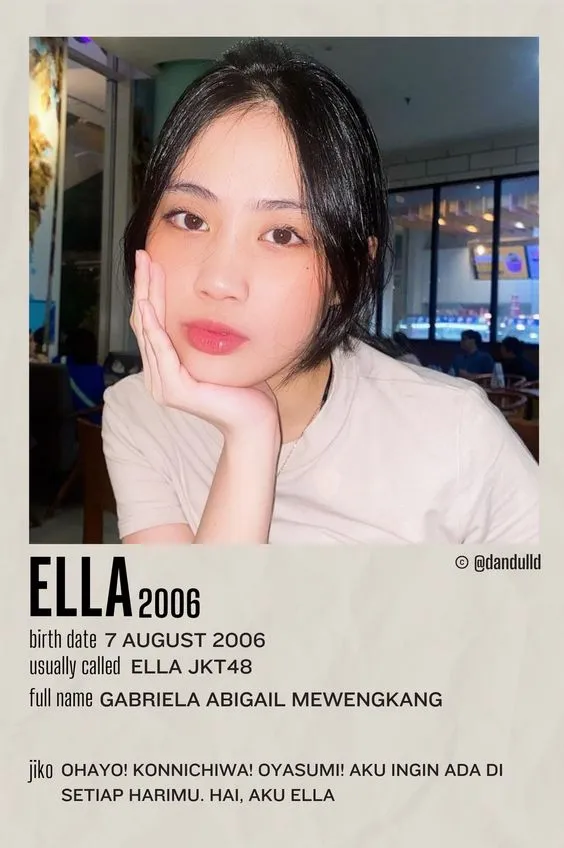 © @dandulld
ELLA 2006
birth date 7 AUGUST 2006
usually called ELLA JKT48
full name GABRIELA ABIGAIL MEWENGKANG
jiko OHAYO! KONNICHIWA! OYASUMI! AKU INGIN ADA DI
SETIAP HARIMU. HAI, AKU ELLA